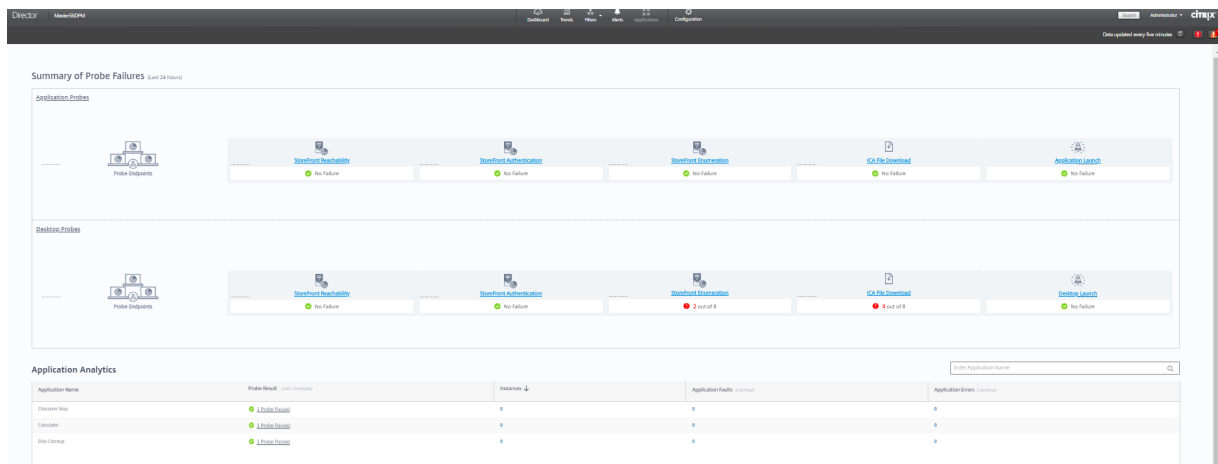 Director MasterSSDPM Dashboard Trends Filters Alerts Applications Configuration Search Administrator citrix
Data updated every five minutes
Summary of Probe Failures (Last 24 hours)
Application Probes
Probe Endpoints
StoreFront Reachability StoreFront Authentication StoreFront Enumeration ICA File Download Application Launch
No Failure No Failure No Failure No Failure No Failure
Desktop Probes
Probe Endpoints
StoreFront Reachability StoreFront Authentication StoreFront Enumeration ICA File Download Desktop Launch
No Failure No Failure 2 out of 8 4 out of 8 No Failure
Application Analytics
Enter Application Name
Application Name Probe Result Instances Application Faults Application Errors
Character Map 1 Probe Passed 0 0 0
Calculator 1 Probe Passed 0 0 0
Disk Cleanup 1 Probe Passed 0 0 0